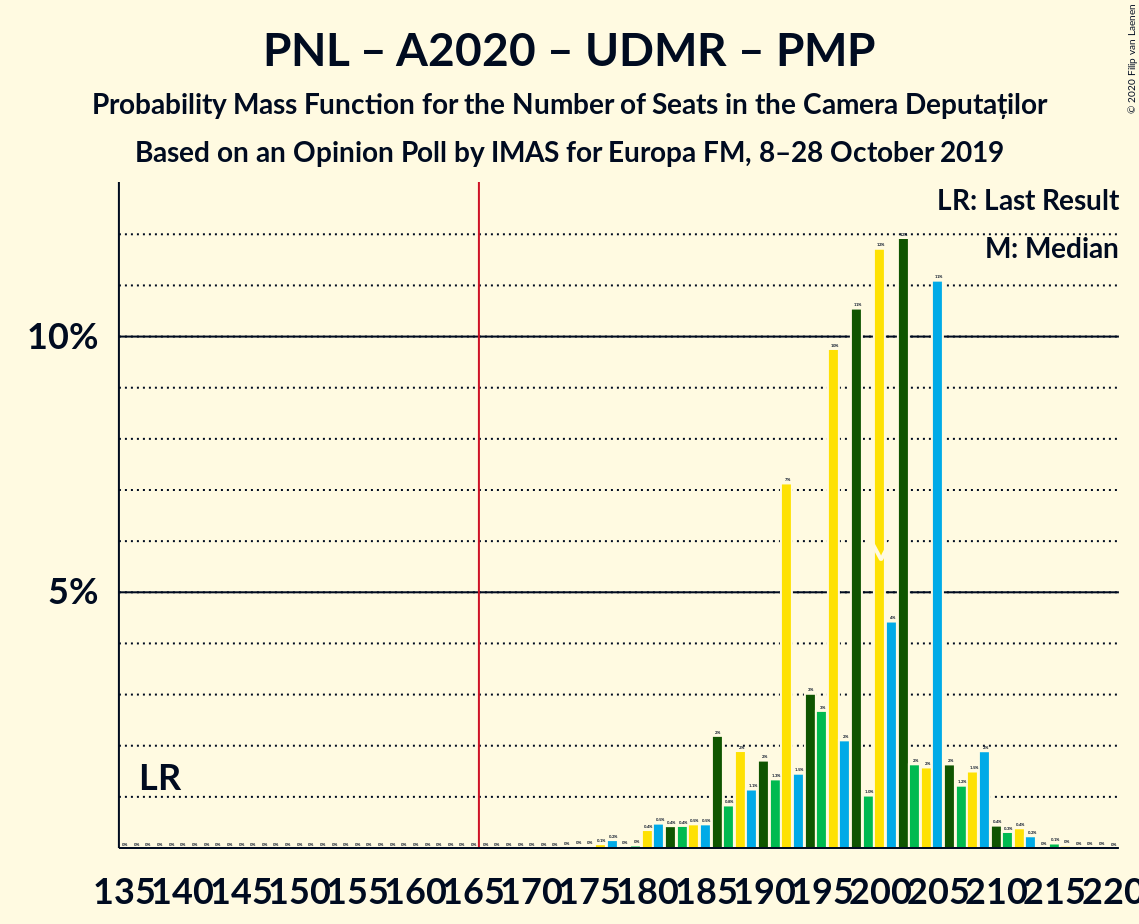 PNL – A2020 – UDMR – PMP
Probability Mass Function for the Number of Seats in the Camera Deputaților
Based on an Opinion Poll by IMAS for Europa FM, 8–28 October 2019
© 2020 Filip van Laenen
LR: Last Result
M: Median
10%
5%
LR
M
135 140 145 150 155 160 165 170 175 180 185 190 195 200 205 210 215 220